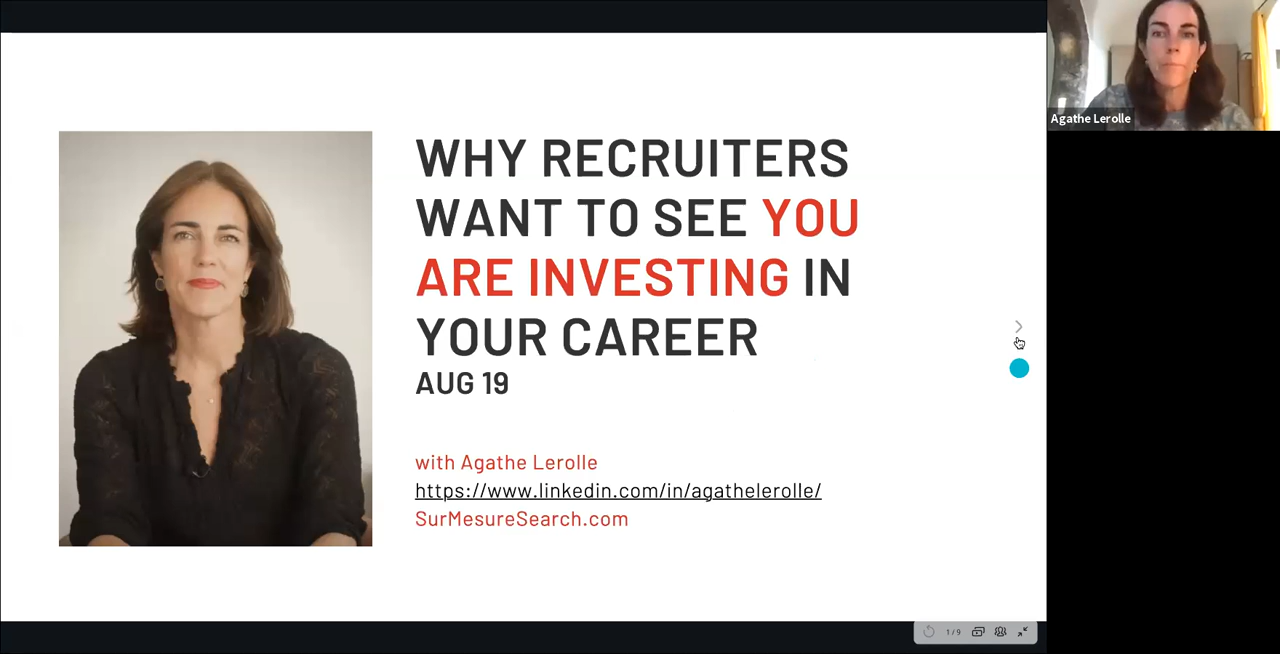 WHY RECRUITERS
WANT TO SEE YOU
ARE INVESTING IN
YOUR CAREER
AUG 19
with Agathe Lerolle
https://www.linkedin.com/in/agathelerolle/
SurMesureSearch.com
Agathe Lerolle
1/9